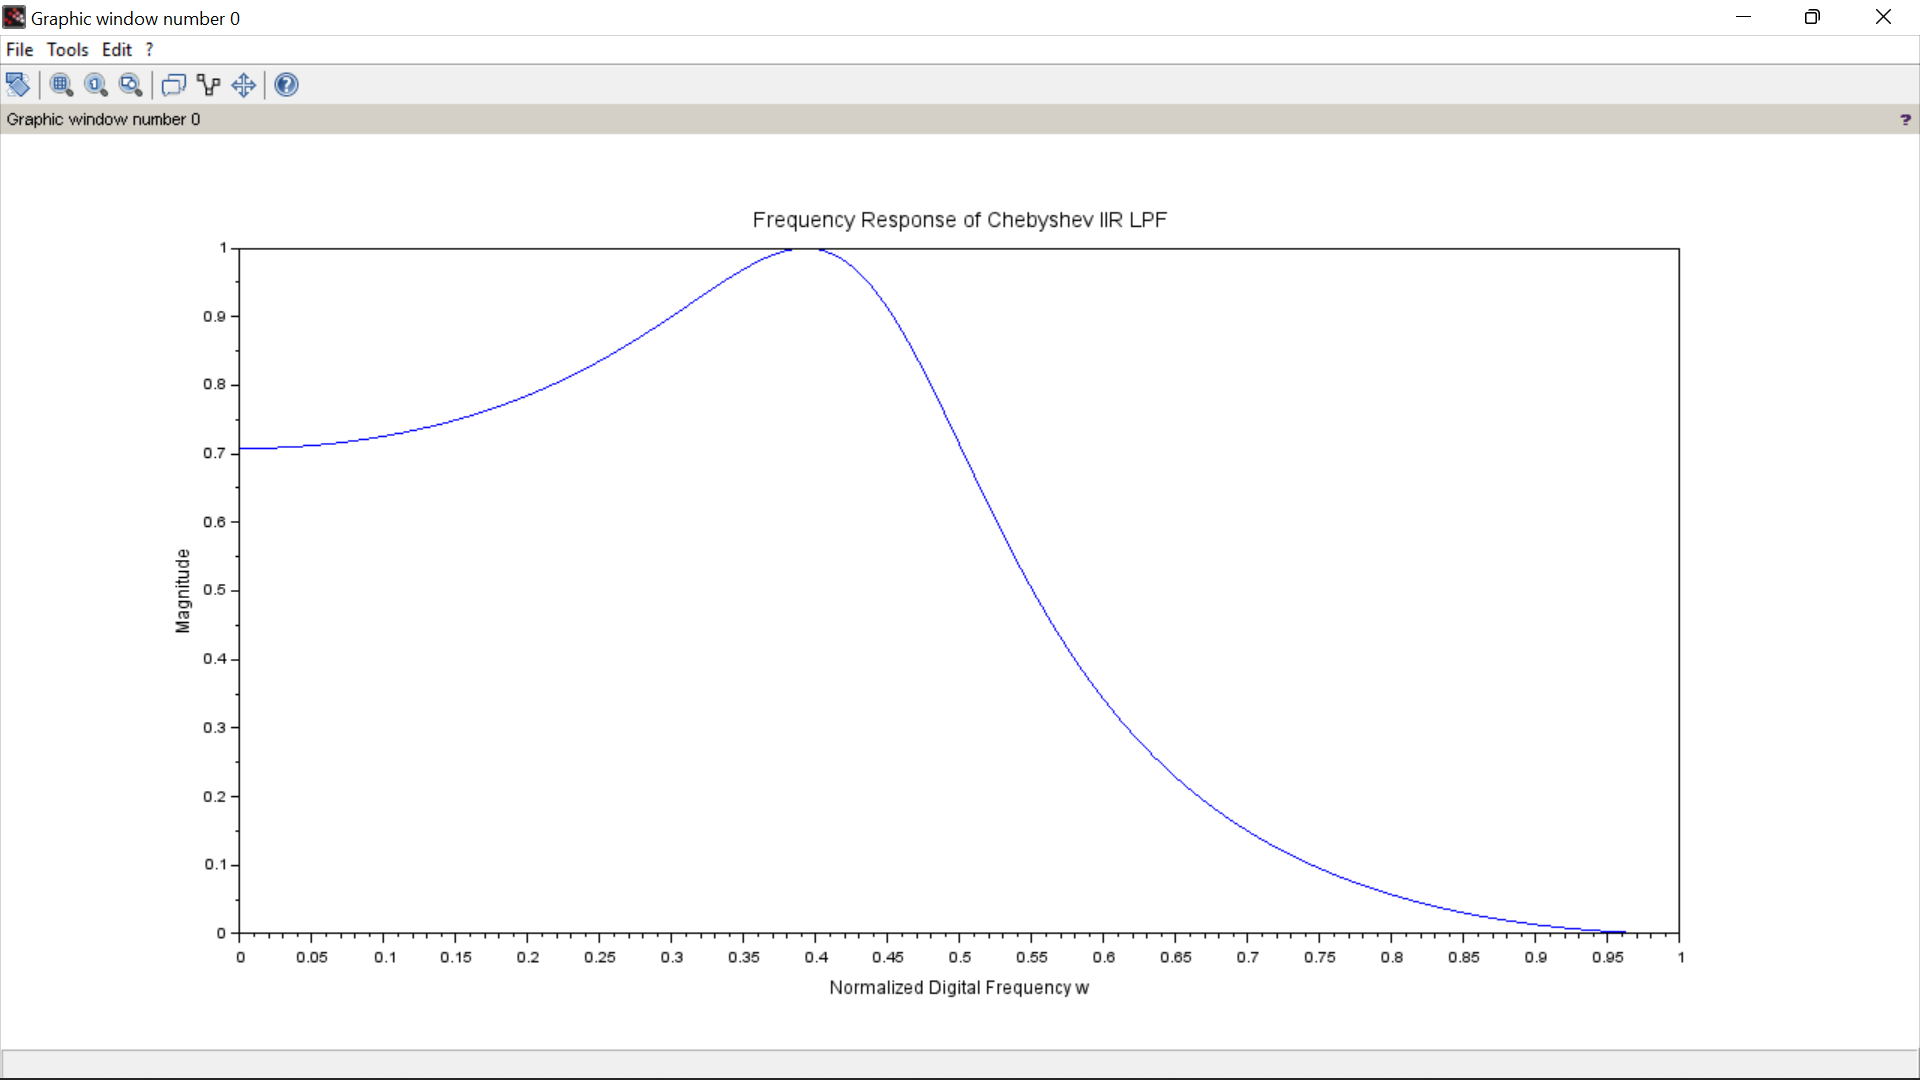 Graphic window number 0
File Tools Edit ?
Graphic window number 0 ?
Frequency Response of Chebyshev IIR LPF
1
0.9
0.8
0.7
0.6
0.5
0.4
0.3
0.2
0.1
0
Magnitude
0 0.05 0.1 0.15 0.2 0.25 0.3 0.35 0.4 0.45 0.5 0.55 0.6 0.65 0.7 0.75 0.8 0.85 0.9 0.95 1
Normalized Digital Frequency w